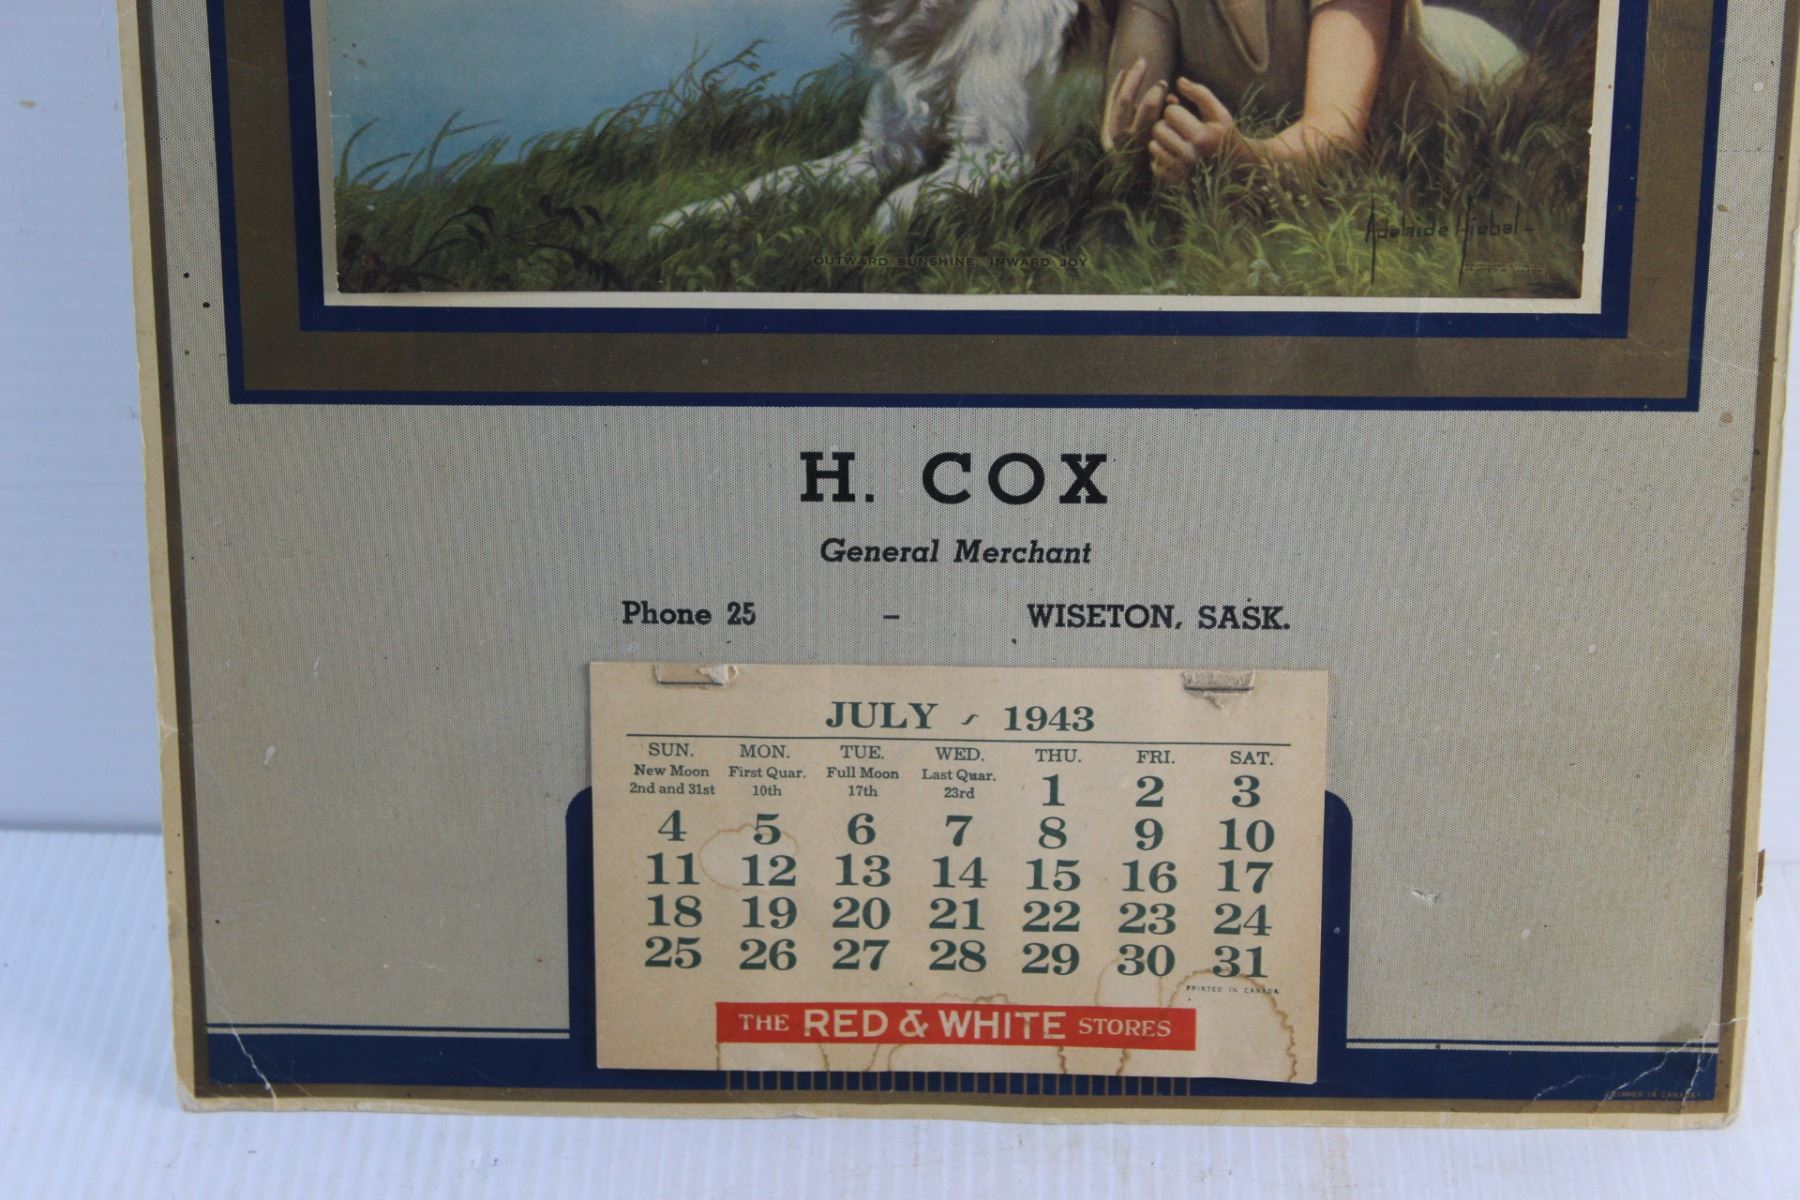 Adelaide Hiebel
OUTWARD SUNSHINE, INWARD JOY
H. COX
General Merchant
Phone 25 – WISETON, SASK.
JULY - 1943
SUN. MON. TUE. WED. THU. FRI. SAT.
New Moon First Quar. Full Moon Last Quar.
2nd and 31st 10th 17th 23rd
1 2 3
4 5 6 7 8 9 10
11 12 13 14 15 16 17
18 19 20 21 22 23 24
25 26 27 28 29 30 31
PRINTED IN CANADA
THE RED & WHITE STORES
PRINTED IN CANADA